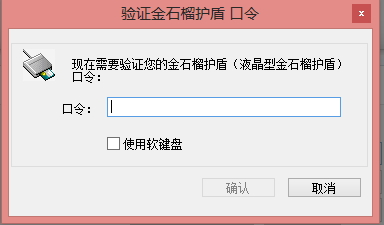 验证金石榴护盾 口令
x
现在需要验证您的金石榴护盾（液晶型金石榴护盾）
口令：
口令：
使用软键盘
确认
取消